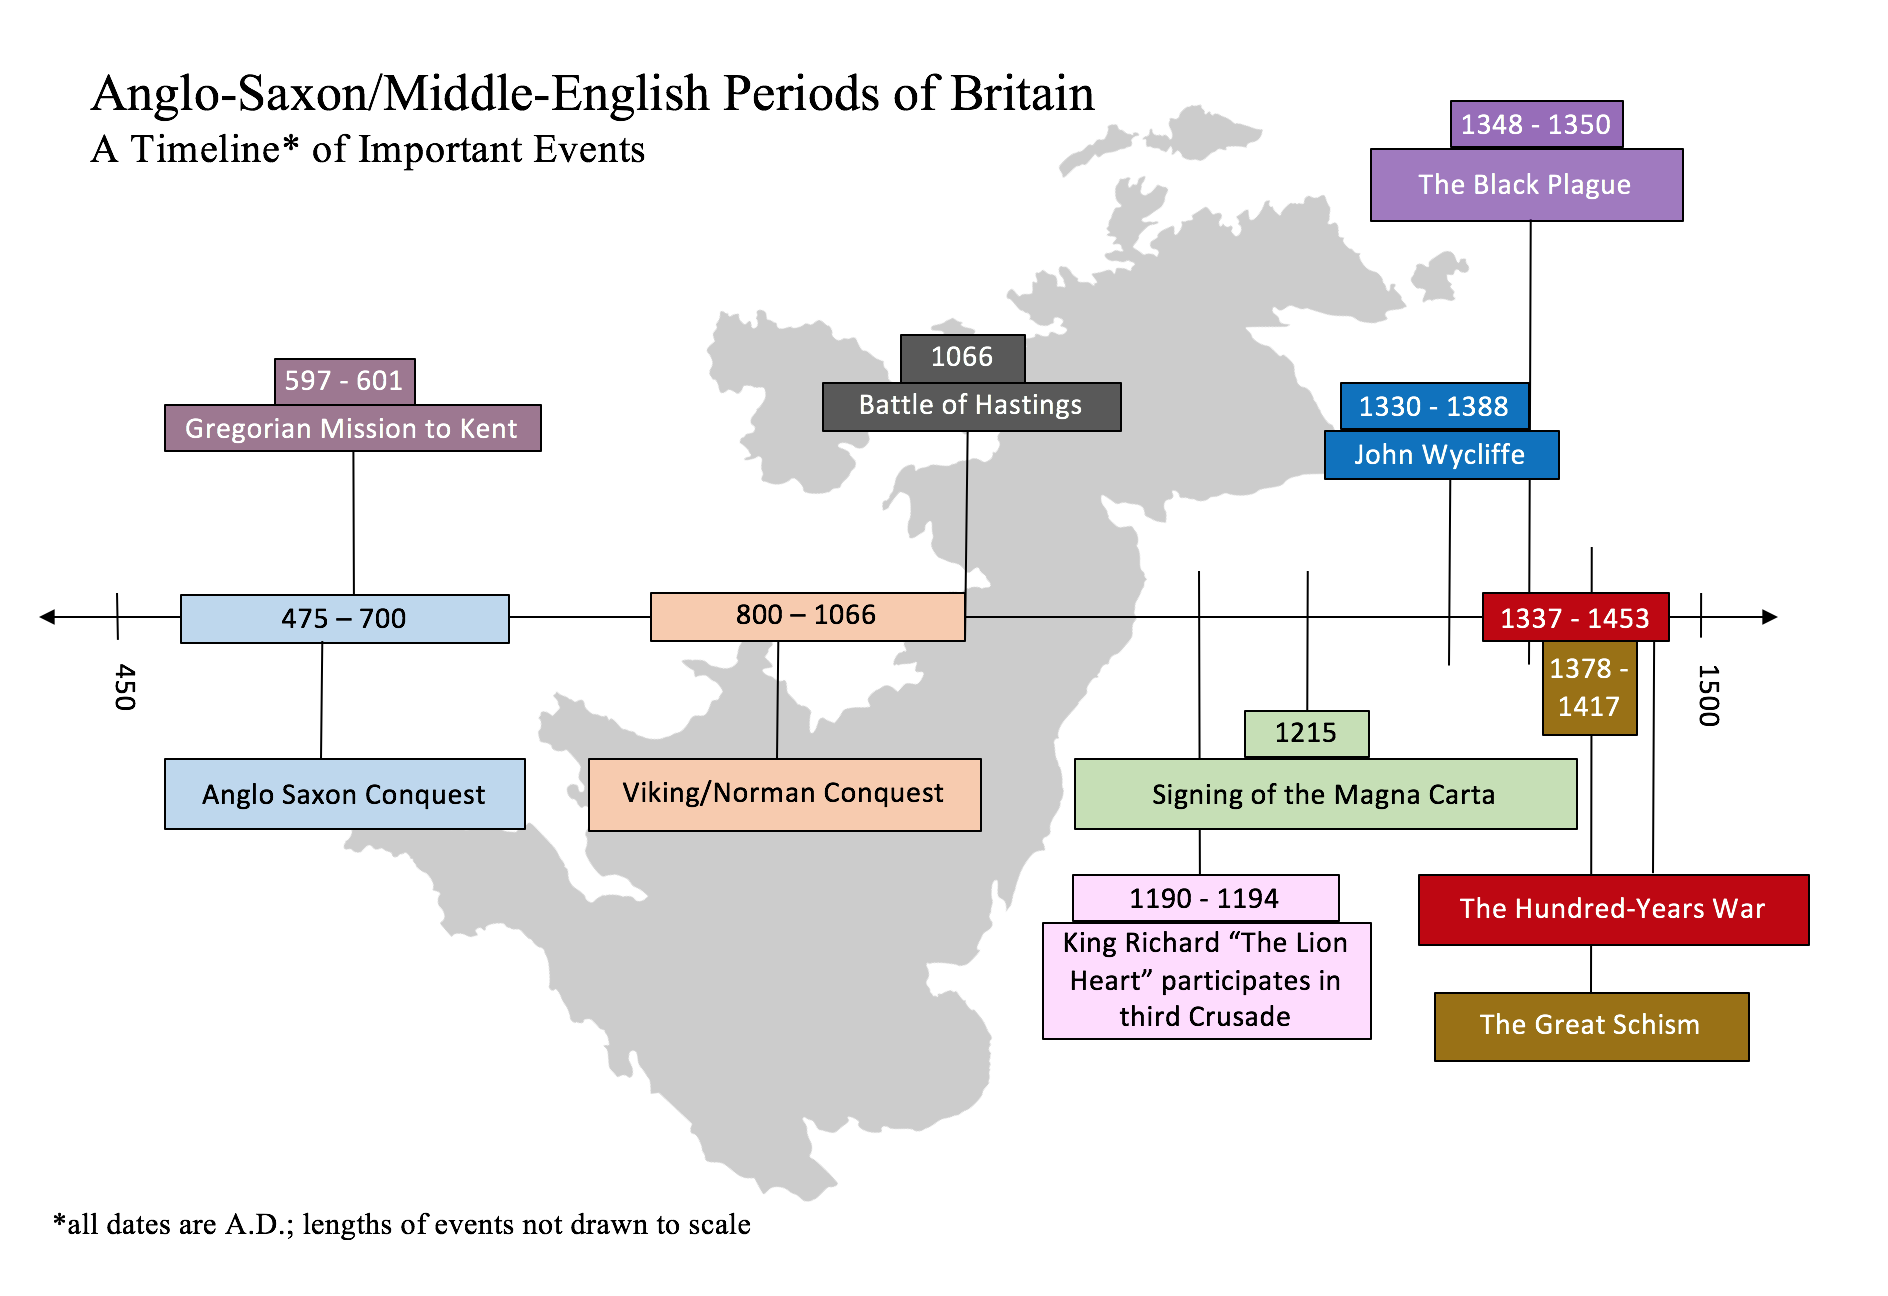 Anglo-Saxon/Middle-English Periods of Britain
A Timeline* of Important Events
1348 - 1350
The Black Plague
1066
Battle of Hastings
597 - 601
Gregorian Mission to Kent
1330 - 1388
John Wycliffe
450
475 – 700
800 – 1066
1337 - 1453
1378 -
1417
1500
Anglo Saxon Conquest
Viking/Norman Conquest
1215
Signing of the Magna Carta
1190 - 1194
King Richard “The Lion
Heart” participates in
third Crusade
The Hundred-Years War
The Great Schism
*all dates are A.D.; lengths of events not drawn to scale